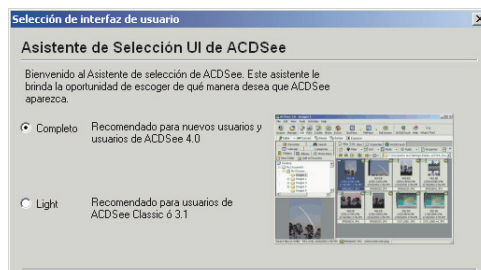 Selección de interfaz de usuario
Asistente de Selección UI de ACDSee
Bienvenido al Asistente de selección de ACDSee. Este asistente le
brinda la oportunidad de escoger de qué manera desea que ACDSee
aparezca.
Completo
Recomendado para nuevos usuarios y
usuarios de ACDSee 4.0
Light
Recomendado para usuarios de
ACDSee Classic ó 3.1